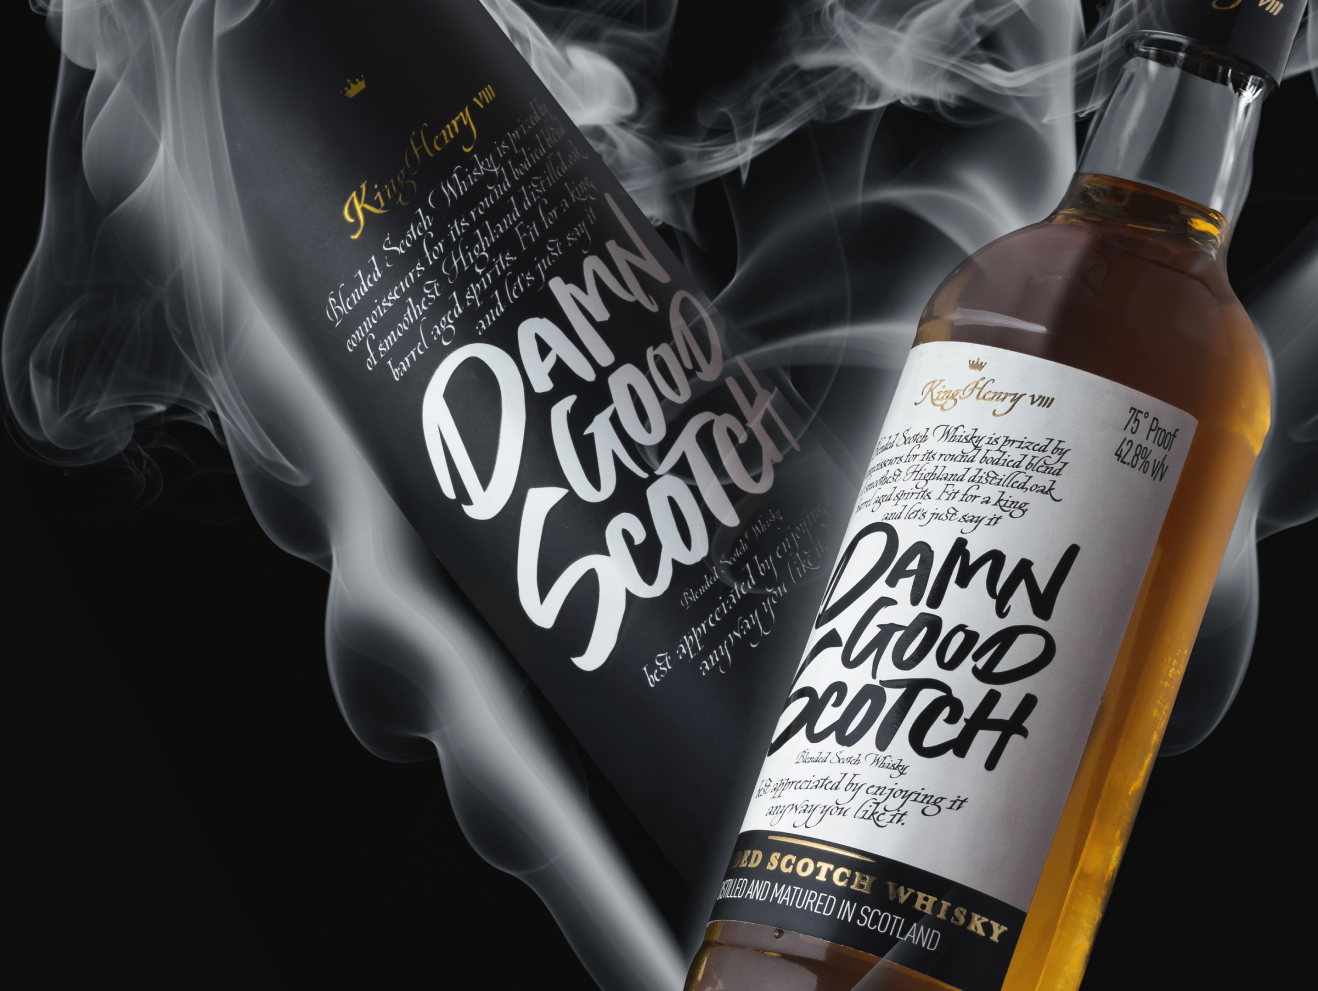 King Henry VIII
Blended Scotch Whisky is prized by
connoisseurs for its round bodied blend
of smoothest Highland distilled, oak
barrel aged spirits. Fit for a king,
and let's just say it
DAMN
GOOD
SCOTCH
Blended Scotch Whisky,
best appreciated by enjoying
anyway you like it.
VIII
King Henry VIII
75° Proof
42.8% v/v
Blended Scotch Whisky is prized by
connoisseurs for its round bodied blend
smoothest Highland distilled, oak
barrel aged spirits. Fit for a king,
and let's just say it
DAMN
GOOD
SCOTCH
Blended Scotch Whisky,
best appreciated by enjoying it
anyway you like it.
DED SCOTCH WHISKY
STILLED AND MATURED IN SCOTLAND